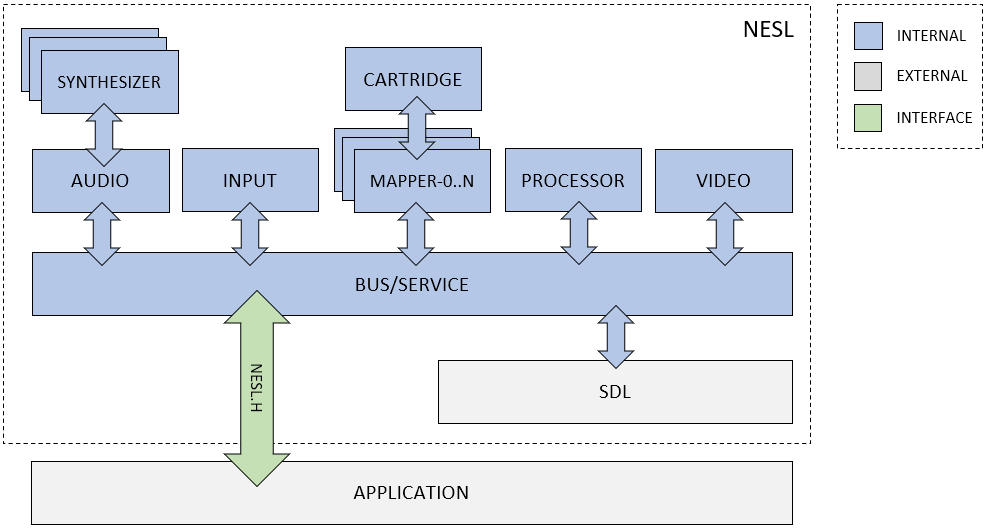 NESL
INTERNAL
EXTERNAL
INTERFACE
SYNTHESIZER
CARTRIDGE
AUDIO
INPUT
MAPPER-0..N
PROCESSOR
VIDEO
BUS/SERVICE
NESL.H
SDL
APPLICATION